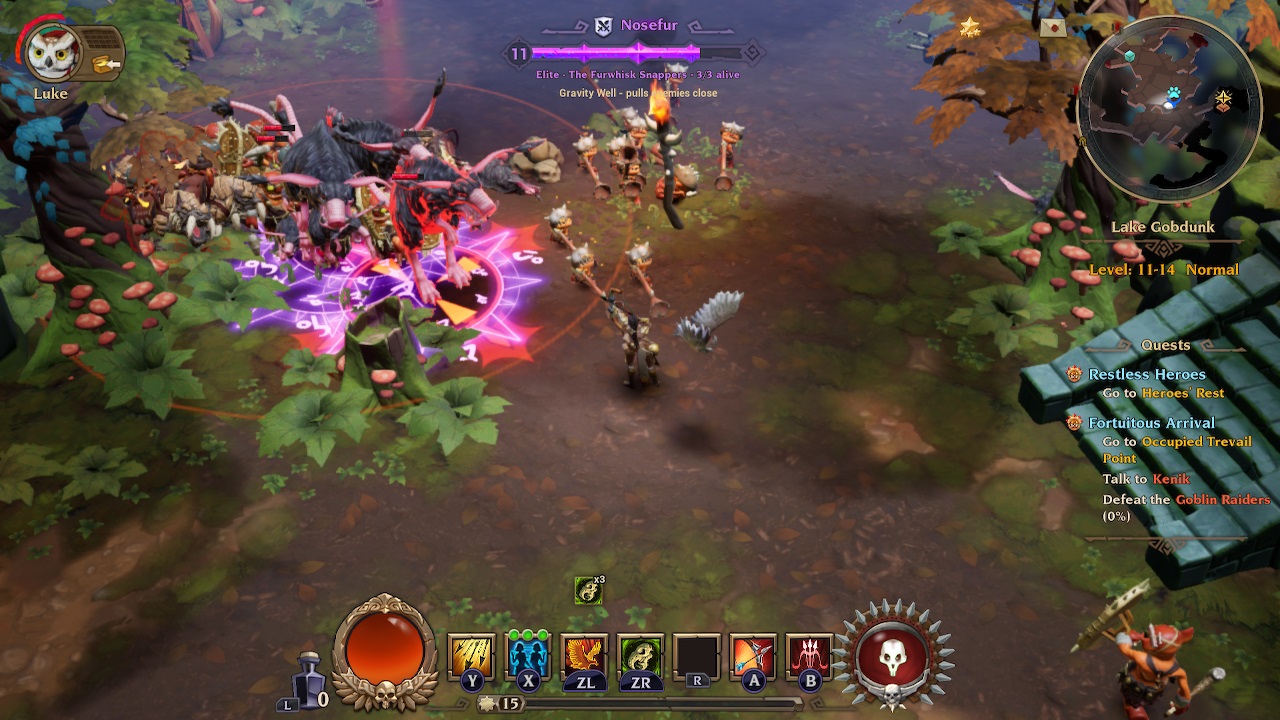 Nosefur
11
Elite - The Furwhisk Snappers - 3/3 alive
Gravity Well - pulls enemies close
Luke
Lake Gobdunk
Level: 11-14 Normal
Quests
Restless Heroes
Go to Heroes' Rest
Fortuitous Arrival
Go to Occupied Trevail
Point
Talk to Kenik
Defeat the Goblin Raiders
(0%)
x3
L 0 Y X ZL ZR R A B
15